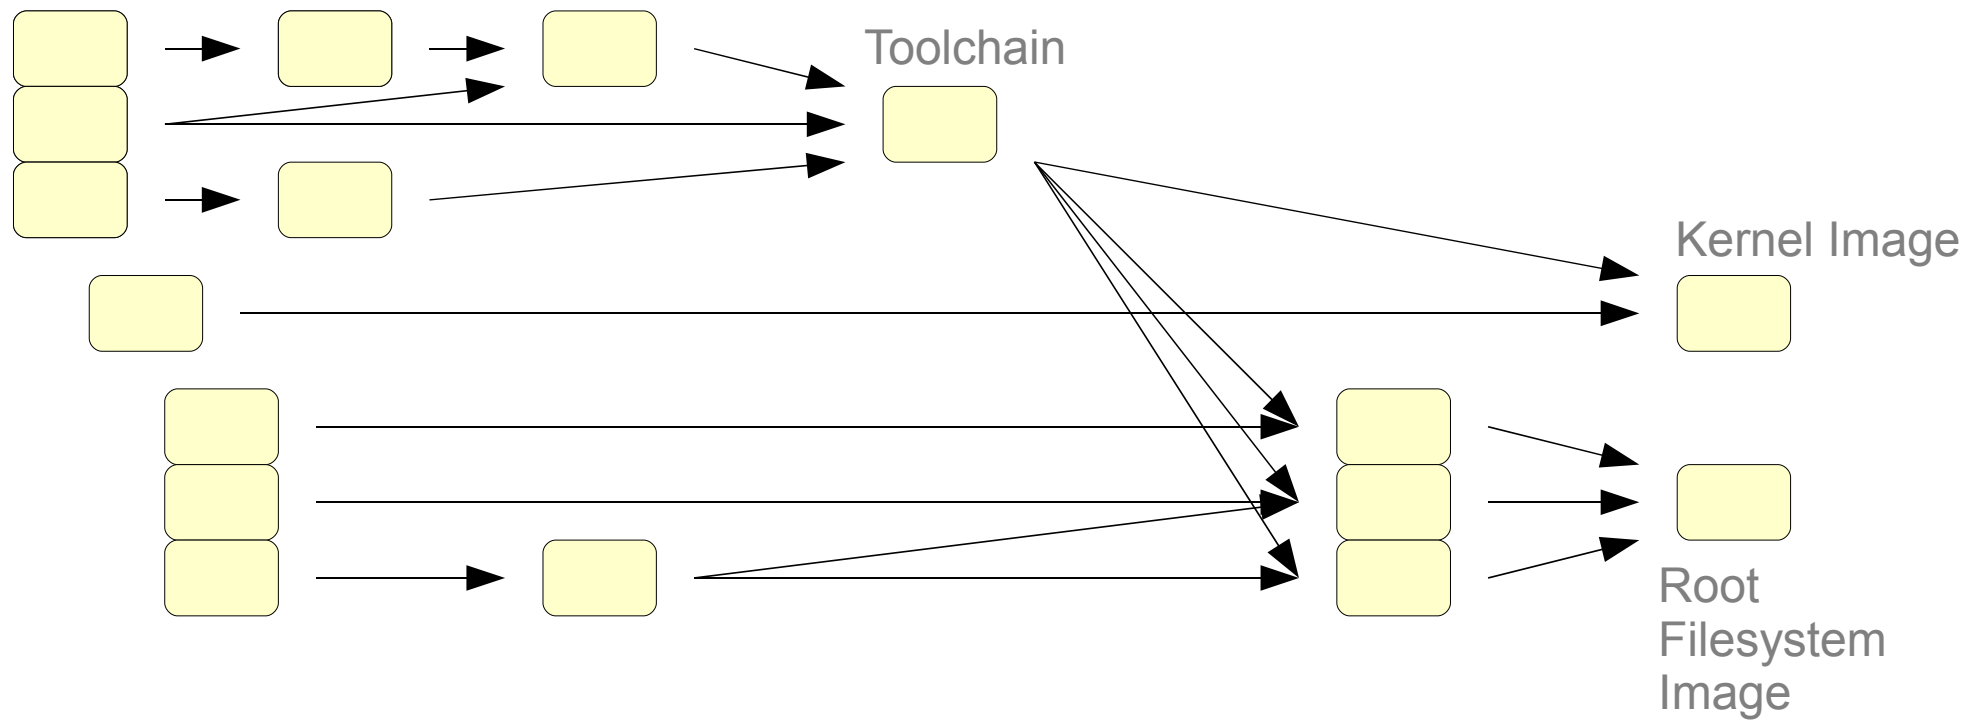 Toolchain
Kernel Image
Root
Filesystem
Image